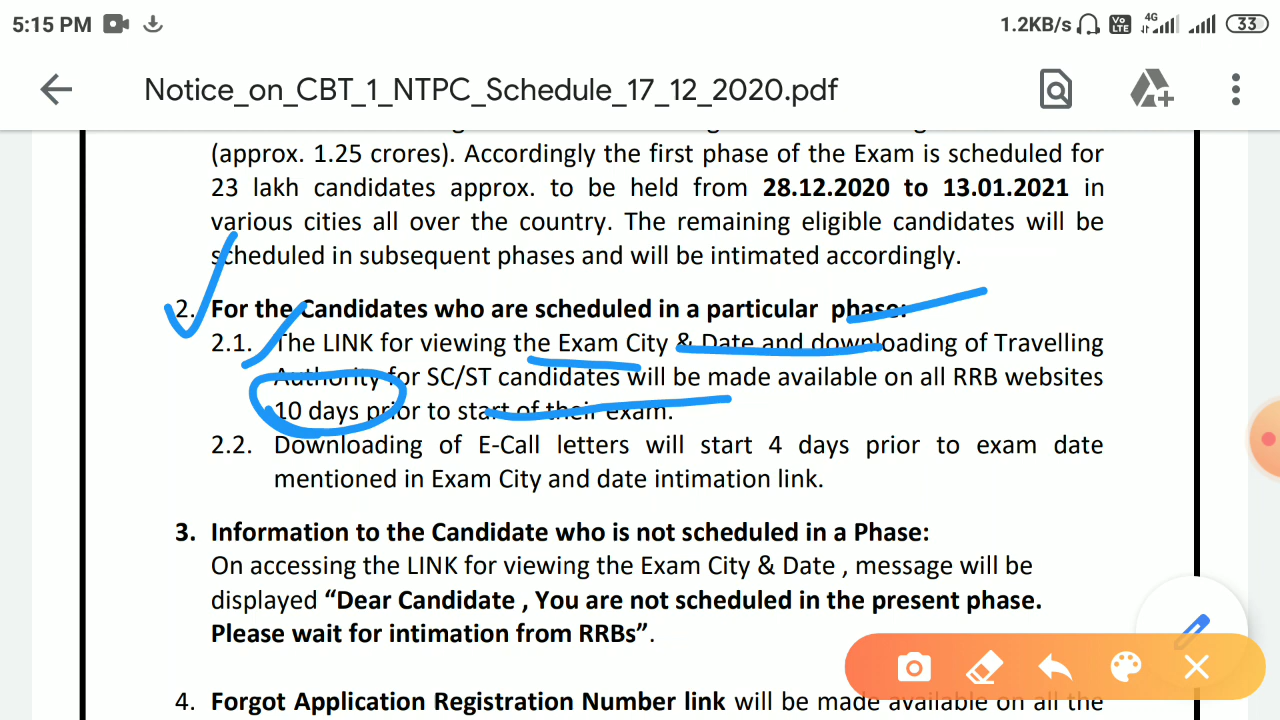 5:15 PM 1.2KB/s Vo LTE 4G 33
Notice_on_CBT_1_NTPC_Schedule_17_12_2020.pdf
(approx. 1.25 crores). Accordingly the first phase of the Exam is scheduled for
23 lakh candidates approx. to be held from 28.12.2020 to 13.01.2021 in
various cities all over the country. The remaining eligible candidates will be
scheduled in subsequent phases and will be intimated accordingly.
2. For the Candidates who are scheduled in a particular phase:
2.1. The LINK for viewing the Exam City & Date and downloading of Travelling
Authority for SC/ST candidates will be made available on all RRB websites
10 days prior to start of their exam.
2.2. Downloading of E-Call letters will start 4 days prior to exam date
mentioned in Exam City and date intimation link.
3. Information to the Candidate who is not scheduled in a Phase:
On accessing the LINK for viewing the Exam City & Date , message will be
displayed “Dear Candidate , You are not scheduled in the present phase.
Please wait for intimation from RRBs”.
4. Forgot Application Registration Number link will be made available on all the